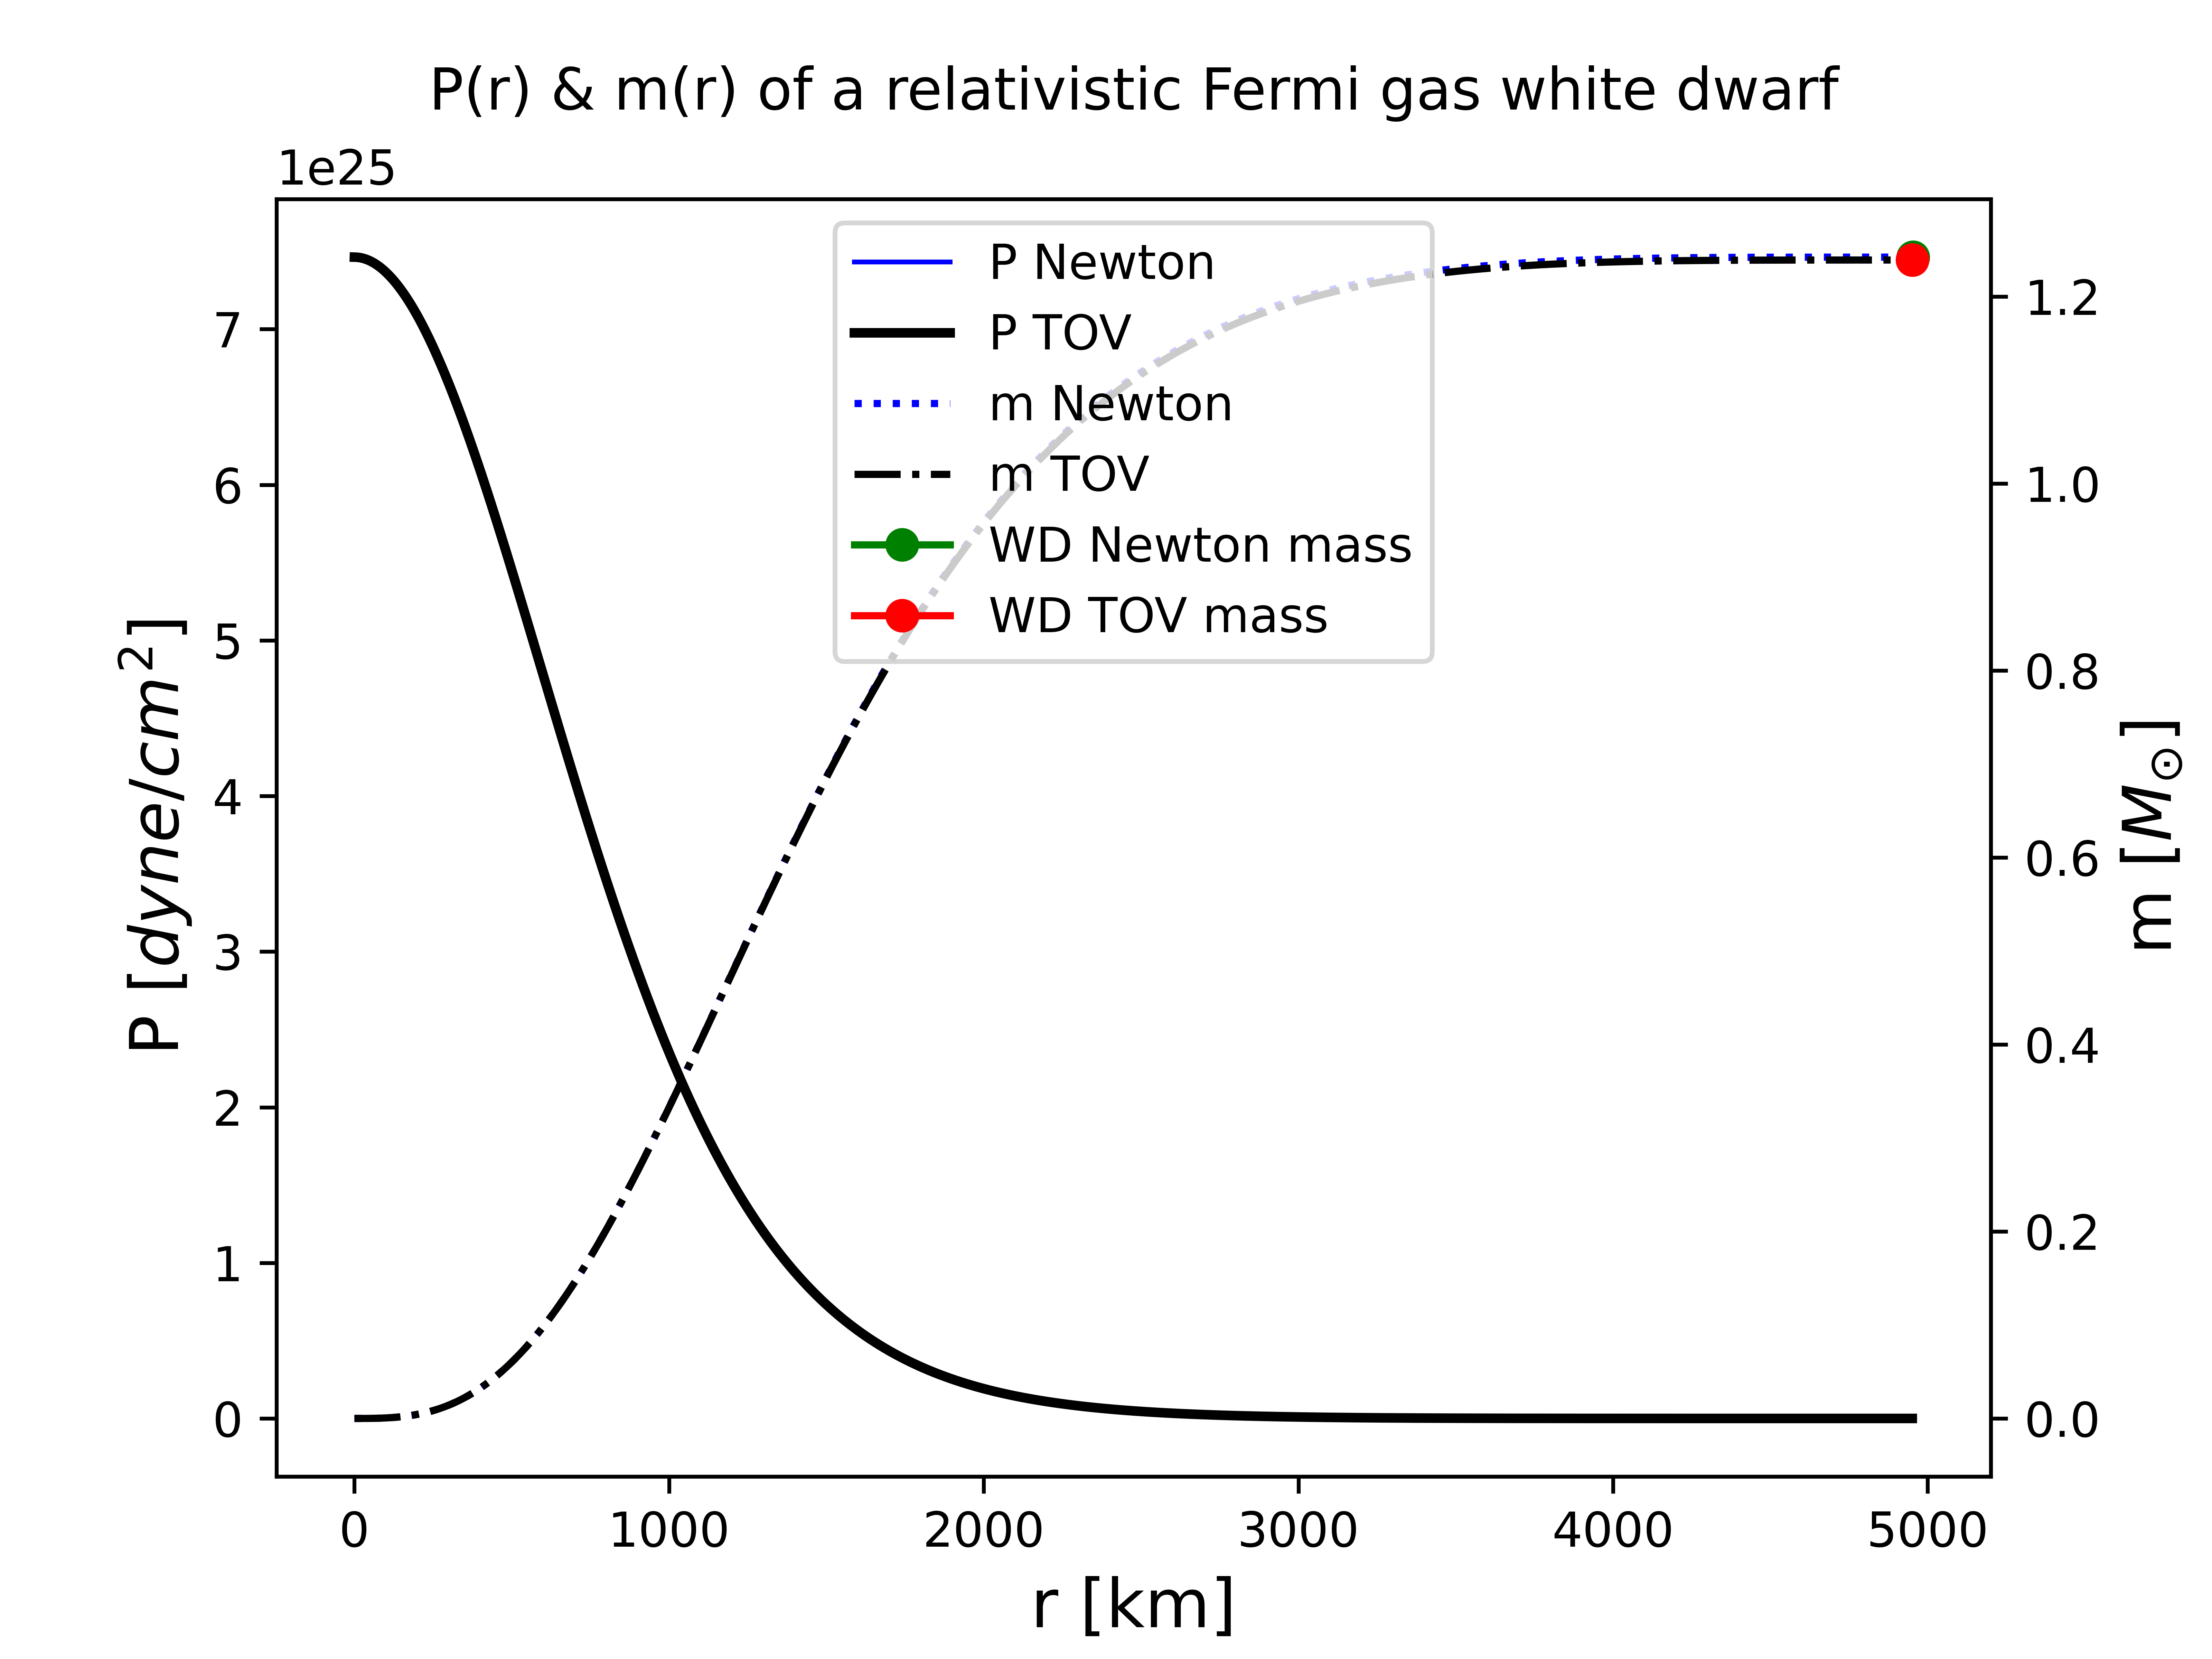 P(r) & m(r) of a relativistic Fermi gas white dwarf
1e25
P Newton
P TOV
m Newton
m TOV
WD Newton mass
WD TOV mass
7
6
5
4
3
2
1
0
P [dyne/cm²]
1.2
1.0
0.8
0.6
0.4
0.2
0.0
m [M⊙]
0 1000 2000 3000 4000 5000
r [km]